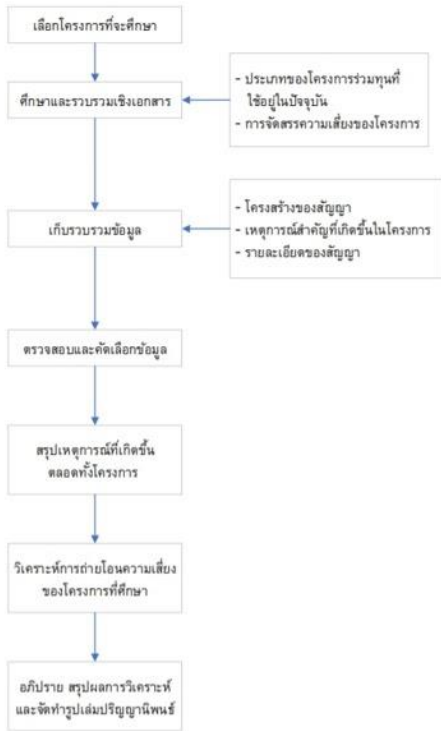 เลือกโครงการที่จะศึกษา
ศึกษาและรวบรวมเชิงเอกสาร
- ประเภทของโครงการร่วมทุนที่
ใช้อยู่ในปัจจุบัน
- การจัดสรรความเสี่ยงของโครงการ
เก็บรวบรวมข้อมูล
- โครงสร้างของสัญญา
- เหตุการณ์สำคัญที่เกิดขึ้นในโครงการ
- รายละเอียดของสัญญา
ตรวจสอบและคัดเลือกข้อมูล
สรุปเหตุการณ์ที่เกิดขึ้น
ตลอดทั้งโครงการ
วิเคราะห์การถ่ายโอนความเสี่ยง
ของโครงการที่ศึกษา
อภิปราย สรุปผลการวิเคราะห์
และจัดทำรูปเล่มปริญญานิพนธ์